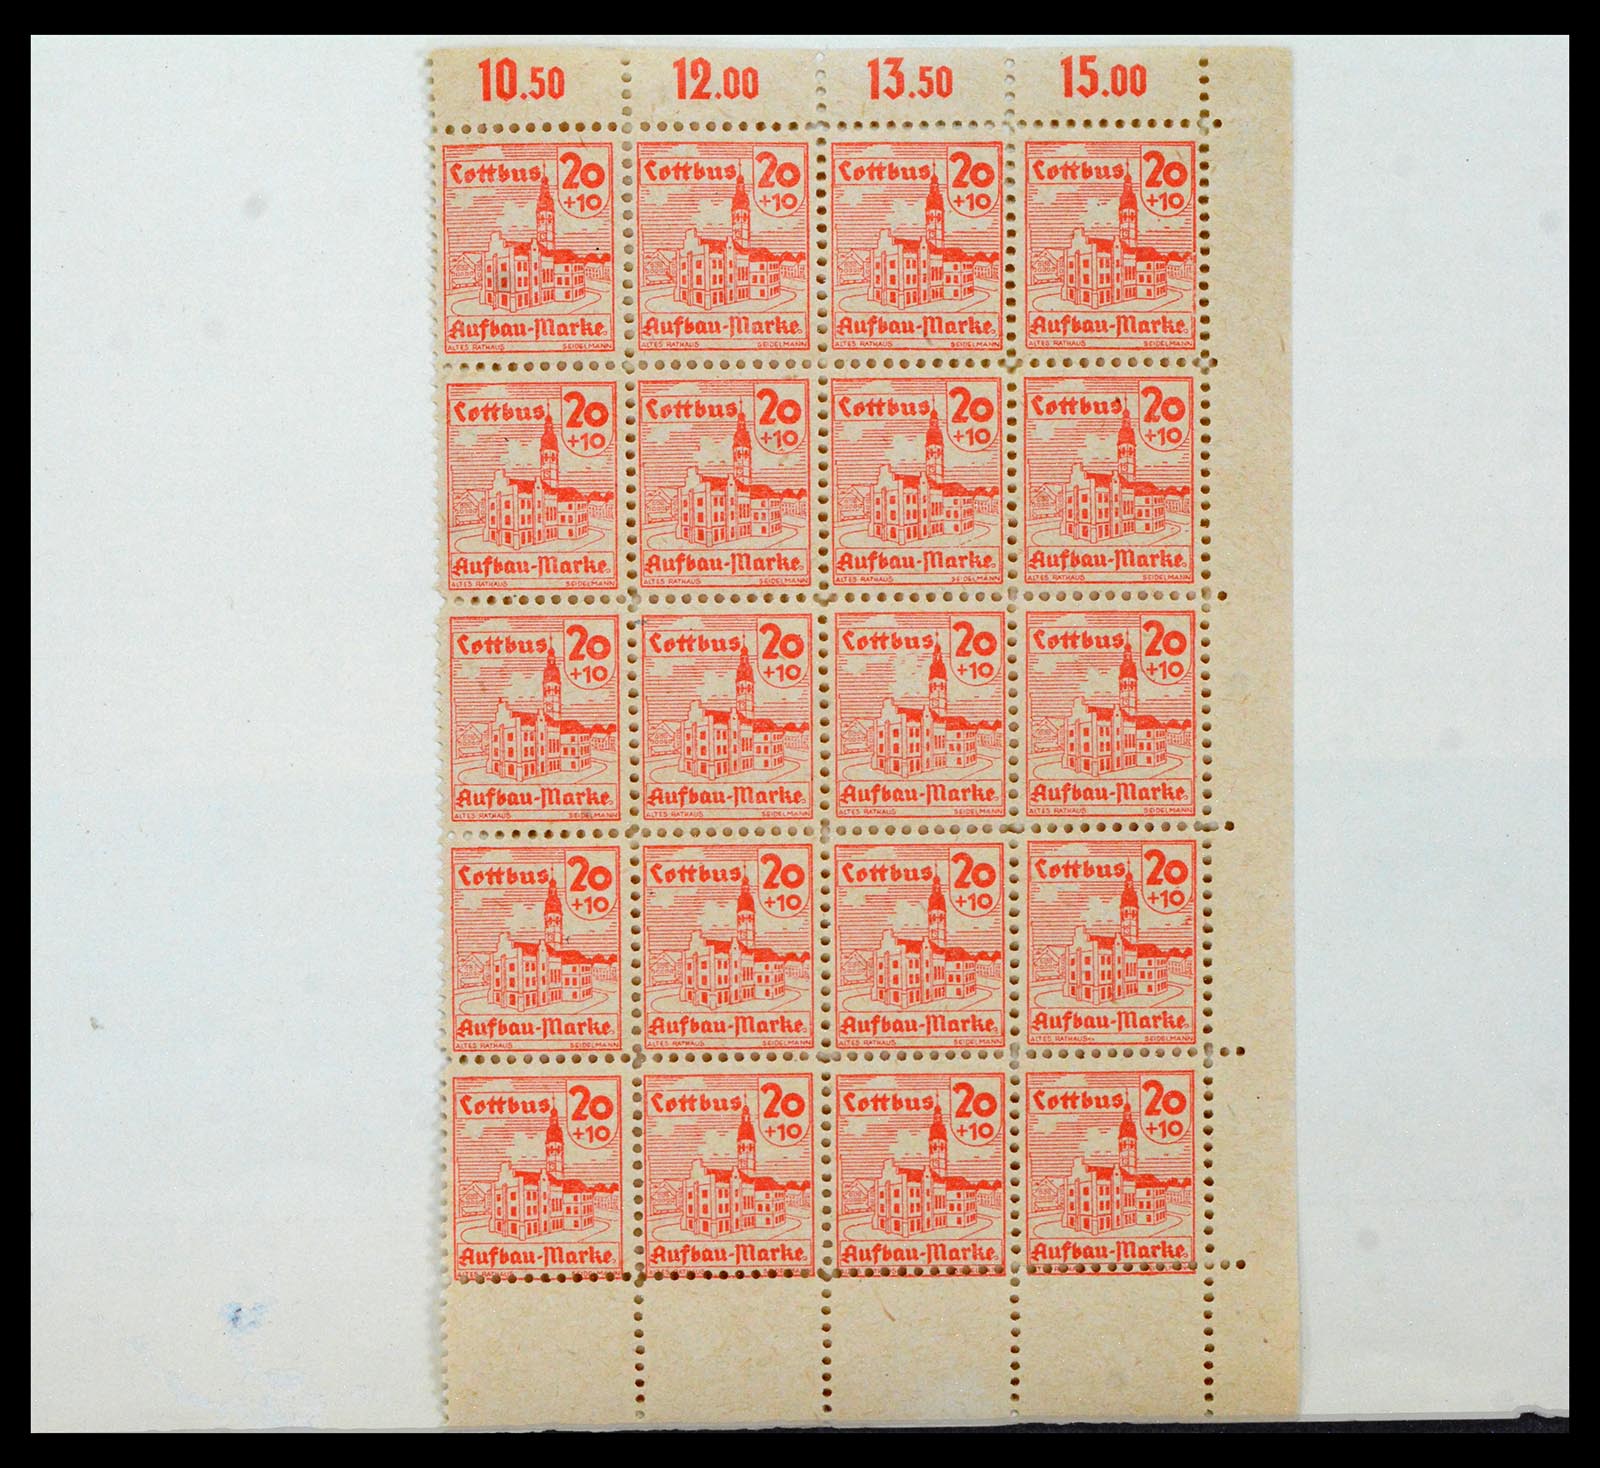 10.50 12.00 13.50 15.00
Cottbus 20 Cottbus 20 Cottbus 20 Cottbus 20
+10 +10 +10 +10
Aufbau-Marke Aufbau-Marke Aufbau-Marke Aufbau-Marke
ALTES RATHAUS SEIDELMANN ALTES RATHAUS SEIDELMANN ALTES RATHAUS SEIDELMANN ALTES RATHAUS SEIDELMANN
Cottbus 20 Cottbus 20 Cottbus 20 Cottbus 20
+10 +10 +10 +10
Aufbau-Marke Aufbau-Marke Aufbau-Marke Aufbau-Marke
ALTES RATHAUS SEIDELMANN ALTES RATHAUS SEIDELMANN ALTES RATHAUS SEIDELMANN ALTES RATHAUS SEIDELMANN
Cottbus 20 Cottbus 20 Cottbus 20 Cottbus 20
+10 +10 +10 +10
Aufbau-Marke Aufbau-Marke Aufbau-Marke Aufbau-Marke
ALTES RATHAUS SEIDELMANN ALTES RATHAUS SEIDELMANN ALTES RATHAUS SEIDELMANN ALTES RATHAUS SEIDELMANN
Cottbus 20 Cottbus 20 Cottbus 20 Cottbus 20
+10 +10 +10 +10
Aufbau-Marke Aufbau-Marke Aufbau-Marke Aufbau-Marke
ALTES RATHAUS SEIDELMANN ALTES RATHAUS SEIDELMANN ALTES RATHAUS SEIDELMANN ALTES RATHAUS SEIDELMANN
Cottbus 20 Cottbus 20 Cottbus 20 Cottbus 20
+10 +10 +10 +10
Aufbau-Marke Aufbau-Marke Aufbau-Marke Aufbau-Marke